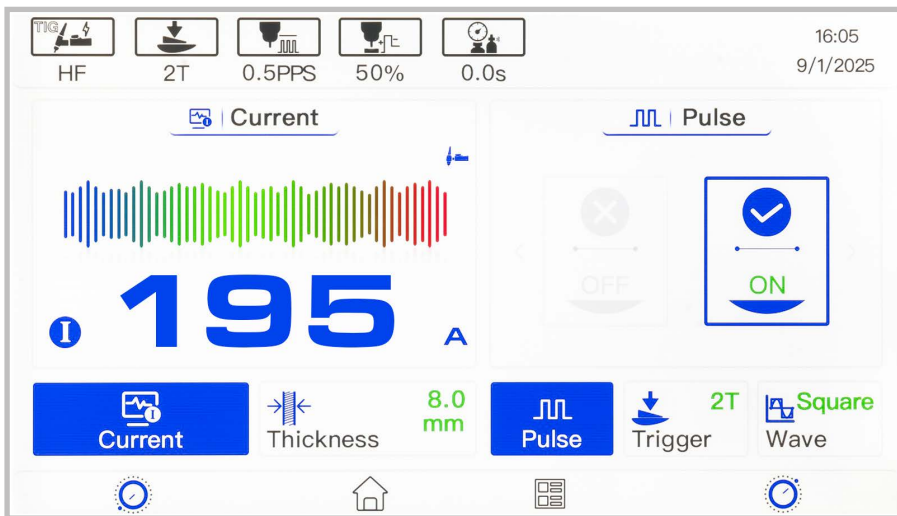 TIG
HF 2T 0.5PPS 50% 0.0s
16:05
9/1/2025
Current
Pulse
OFF
ON
I 195 A
Current
Thickness 8.0 mm
Pulse
Trigger 2T
Wave Square